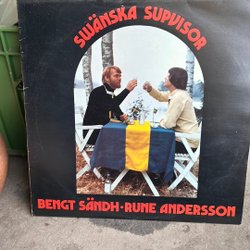 SWÄNSKA SUPVISOR
BENGT SÄNDH·RUNE ANDERSSON